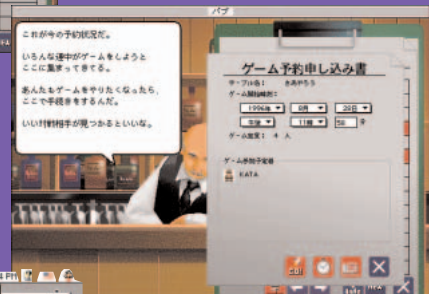 パブ
これが今の予約状況だ。
いろんな連中がゲームをしようと
ここに集まってきてる。
あんたもゲームをやりたくなったら、
ここで手続きをするんだ。
いい対戦相手が見つかるといいな。
ゲーム予約申し込み書
テーブル名：
ゲーム開始時刻：
1996年 8月 28日
午後 11時 50 分
ゲーム定員： 4 人
ゲーム参加予定者
KATA
GO!